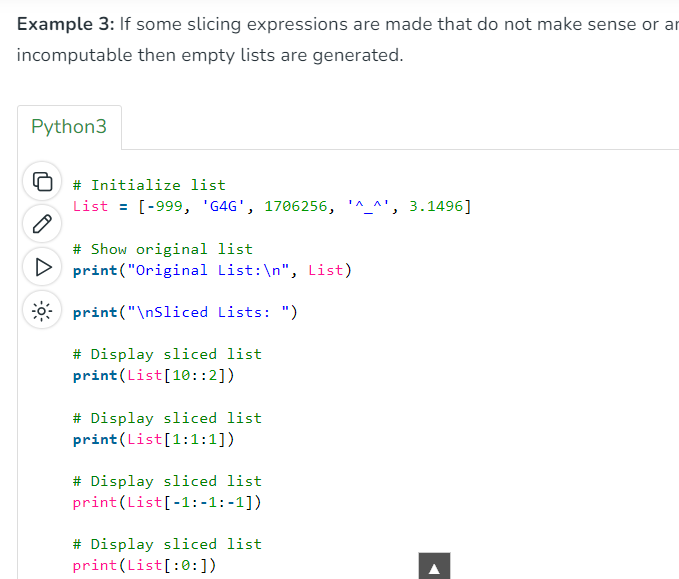 Example 3: If some slicing expressions are made that do not make sense or
incomputable then empty lists are generated.
Python3
# Initialize list
List = [-999, 'G4G', 1706256, '^_^', 3.1496]
# Show original list
print("Original List:\n", List)
print("\nSliced Lists: ")
# Display sliced list
print(List[10::2])
# Display sliced list
print(List[1:1:1])
# Display sliced list
print(List[-1:-1:-1])
# Display sliced list
print(List[:0:])